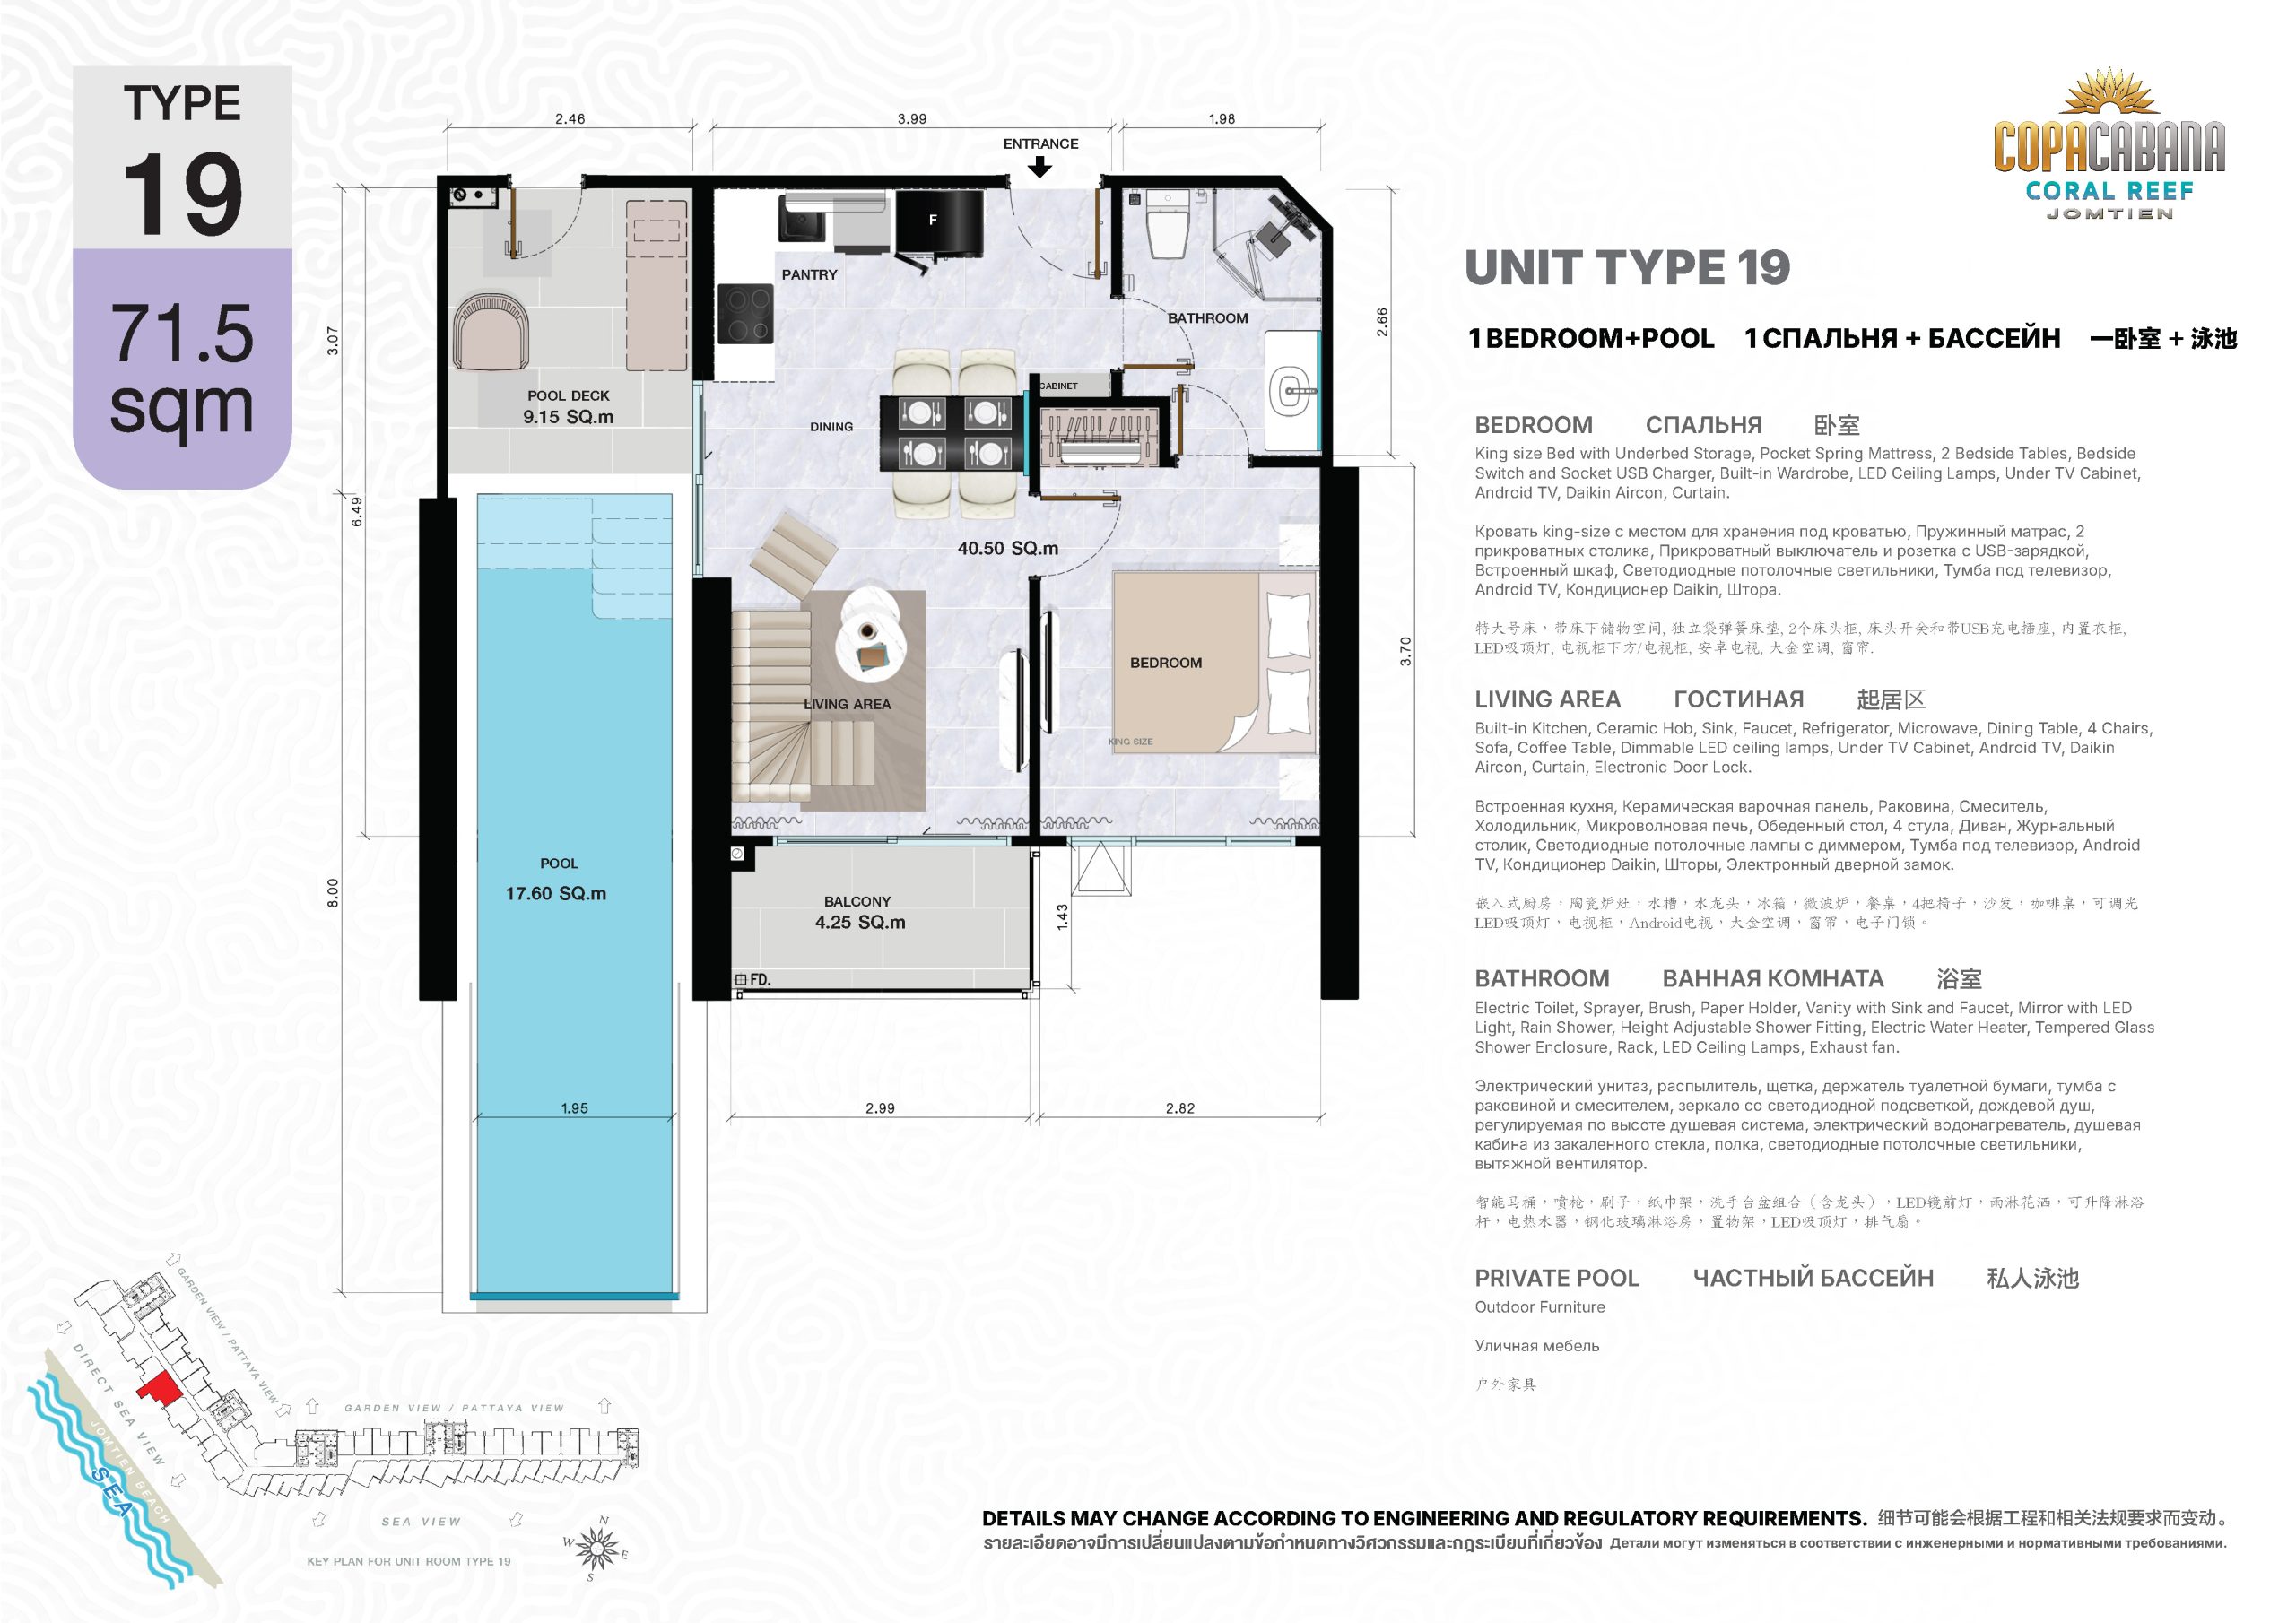 TYPE
19
71.5
sqm
2.46
3.99
1.98
ENTRANCE
COPACABANA
CORAL REEF
JOMTIEN
F
PANTRY
BATHROOM
3.07
2.66
POOL DECK
9.15 SQ.m
CABINET
DINING
6.49
40.50 SQ.m
3.70
BEDROOM
LIVING AREA
KING SIZE
POOL
17.60 SQ.m
8.00
BALCONY
4.25 SQ.m
1.43
FD.
1.95
2.99
2.82
UNIT TYPE 19
1 BEDROOM+POOL 1 СПАЛЬНЯ + БАССЕЙН 一卧室 + 泳池
BEDROOM СПАЛЬНЯ 卧室
King size Bed with Underbed Storage, Pocket Spring Mattress, 2 Bedside Tables, Bedside
Switch and Socket USB Charger, Built-in Wardrobe, LED Ceiling Lamps, Under TV Cabinet,
Android TV, Daikin Aircon, Curtain.
Кровать king-size с местом для хранения под кроватью, Пружинный матрас, 2
прикроватных столика, Прикроватный выключатель и розетка с USB-зарядкой,
Встроенный шкаф, Светодиодные потолочные светильники, Тумба под телевизор,
Android TV, Кондиционер Daikin, Штора.
特大号床，带床下储物空间, 独立袋弹簧床垫, 2个床头柜, 床头开关和带USB充电插座, 内置衣柜,
LED吸顶灯, 电视柜下方/电视柜, 安卓电视, 大金空调, 窗帘.
LIVING AREA ГОСТИНАЯ 起居区
Built-in Kitchen, Ceramic Hob, Sink, Faucet, Refrigerator, Microwave, Dining Table, 4 Chairs,
Sofa, Coffee Table, Dimmable LED ceiling lamps, Under TV Cabinet, Android TV, Daikin
Aircon, Curtain, Electronic Door Lock.
Встроенная кухня, Керамическая варочная панель, Раковина, Смеситель,
Холодильник, Микроволновая печь, Обеденный стол, 4 стула, Диван, Журнальный
столик, Светодиодные потолочные лампы с диммером, Тумба под телевизор, Android
TV, Кондиционер Daikin, Шторы, Электронный дверной замок.
嵌入式厨房，陶瓷炉灶，水槽，水龙头，冰箱，微波炉，餐桌，4把椅子，沙发，咖啡桌，可调光
LED吸顶灯，电视柜，Android电视，大金空调，窗帘，电子门锁。
BATHROOM ВАННАЯ КОМНАТА 浴室
Electric Toilet, Sprayer, Brush, Paper Holder, Vanity with Sink and Faucet, Mirror with LED
Light, Rain Shower, Height Adjustable Shower Fitting, Electric Water Heater, Tempered Glass
Shower Enclosure, Rack, LED Ceiling Lamps, Exhaust fan.
Электрический унитаз, распылитель, щетка, держатель туалетной бумаги, тумба с
раковиной и смесителем, зеркало со светодиодной подсветкой, дождевой душ,
регулируемая по высоте душевая система, электрический водонагреватель, душевая
кабина из закаленного стекла, полка, светодиодные потолочные светильники,
вытяжной вентилятор.
智能马桶，喷枪，刷子，纸巾架，洗手台盆组合（含龙头），LED镜前灯，雨淋花洒，可升降淋浴
杆，电热水器，钢化玻璃淋浴房，置物架，LED吸顶灯，排气扇。
PRIVATE POOL ЧАСТНЫЙ БАССЕЙН 私人泳池
Outdoor Furniture
Уличная мебель
户外家具
GARDEN VIEW / PATTAYA VIEW
DIRECT SEA VIEW
JOMTIEN BEACH
SEA
GARDEN VIEW / PATTAYA VIEW
SEA VIEW
KEY PLAN FOR UNIT ROOM TYPE 19
N
W
E
S
DETAILS MAY CHANGE ACCORDING TO ENGINEERING AND REGULATORY REQUIREMENTS. 细节可能会根据工程和相关法规要求而变动。
รายละเอียดอาจมีการเปลี่ยนแปลงตามข้อกำหนดทางวิศวกรรมและกฎระเบียบที่เกี่ยวข้อง Детали могут изменяться в соответствии с инженерными и нормативными требованиями.